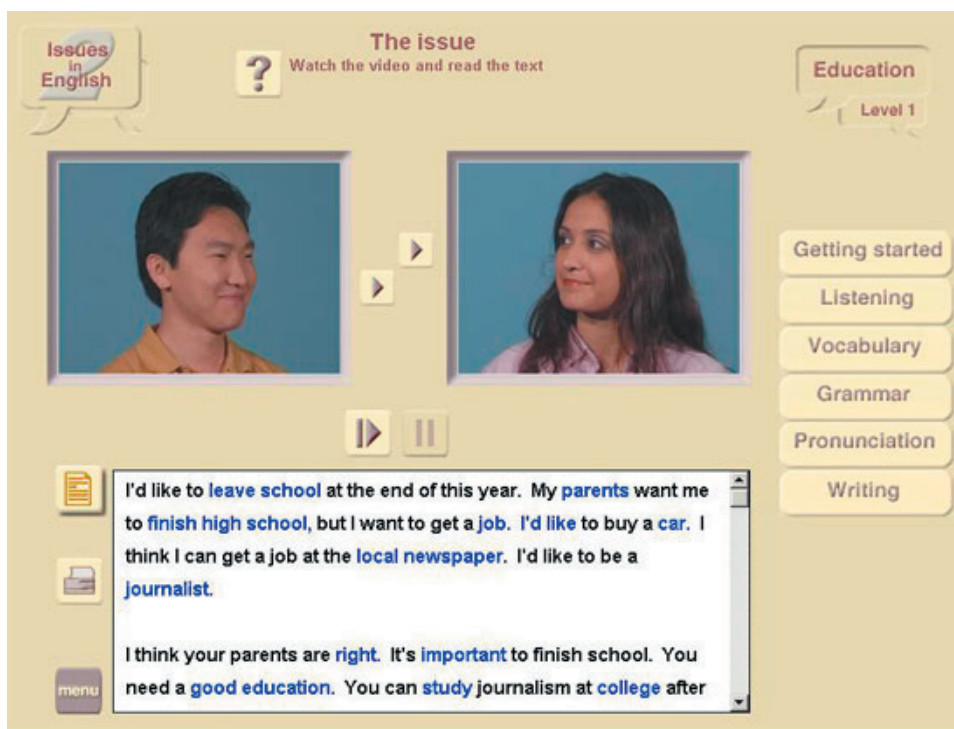 Issues
in
English
2
The issue
?
Watch the video and read the text
Education
Level 1
Getting started
Listening
Vocabulary
Grammar
Pronunciation
Writing
I'd like to leave school at the end of this year. My parents want me
to finish high school, but I want to get a job. I'd like to buy a car. I
think I can get a job at the local newspaper. I'd like to be a
journalist.
I think your parents are right. It's important to finish school. You
need a good education. You can study journalism at college after
menu